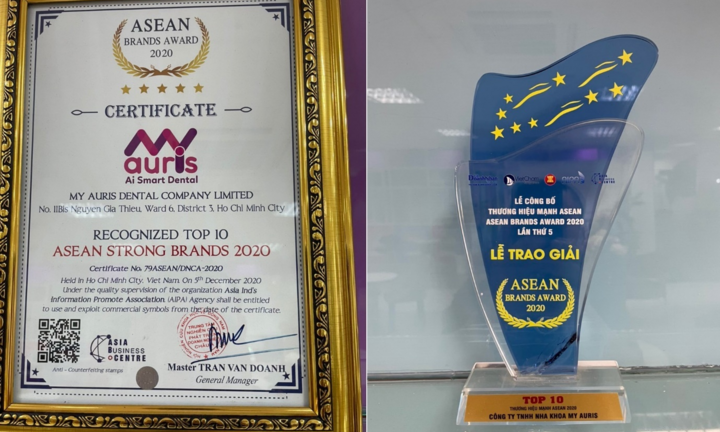 ASEAN
BRANDS AWARD
2020
CERTIFICATE
MY
auris
Ai Smart Dental
MY AURIS DENTAL COMPANY LIMITED
No. 11Bis Nguyen Gia Thieu, Ward 6, District 3, Ho Chi Minh City
RECOGNIZED TOP 10
ASEAN STRONG BRANDS 2020
Certificate No: 79ASEAN/DNCA-2020
Held in Ho Chi Minh City, Viet Nam, On 5th December 2020
Under the quality supervision of the organization Asia Ind's
Information Promote Association (AIPA) Agency shall be entitled
to use and exploit commercial symbols from the date of the certificate.
ASIA
BUSINESS
CENTRE
Anti - Counterfeiting stamps
Master TRAN VAN DOANH
General Manager
LỄ CÔNG BỐ
THƯƠNG HIỆU MẠNH ASEAN
ASEAN BRANDS AWARD 2020
LẦN THỨ 5
LỄ TRAO GIẢI
ASEAN
BRANDS AWARD
2020
TOP 10
THƯƠNG HIỆU MẠNH ASEAN 2020
CÔNG TY TNHH NHA KHOA MY AURIS